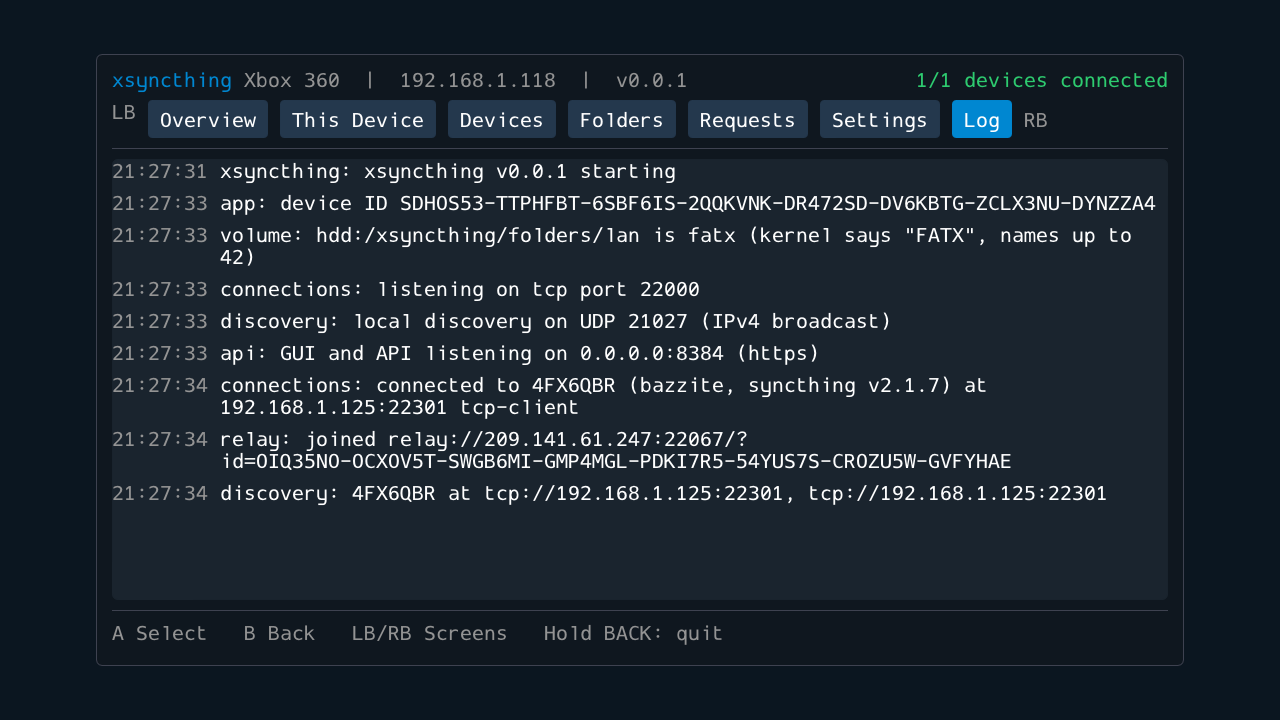 xsyncthing Xbox 360 | 192.168.1.118 | v0.0.1 1/1 devices connected
LB Overview This Device Devices Folders Requests Settings Log RB
21:27:31 xsyncthing: xsyncthing v0.0.1 starting
21:27:33 app: device ID SDHOS53-TTPHFBT-6SBF6IS-2QQKVNK-DR472SD-DV6KBTG-ZCLX3NU-DYNZZA4
21:27:33 volume: hdd:/xsyncthing/folders/lan is fatx (kernel says "FATX", names up to
42)
21:27:33 connections: listening on tcp port 22000
21:27:33 discovery: local discovery on UDP 21027 (IPv4 broadcast)
21:27:33 api: GUI and API listening on 0.0.0.0:8384 (https)
21:27:34 connections: connected to 4FX6QBR (bazzite, syncthing v2.1.7) at
192.168.1.125:22301 tcp-client
21:27:34 relay: joined relay://209.141.61.247:22067/?
id=OIQ35NO-OCXOV5T-SWGB6MI-GMP4MGL-PDKI7R5-54YUS7S-CROZU5W-GVFYHAE
21:27:34 discovery: 4FX6QBR at tcp://192.168.1.125:22301, tcp://192.168.1.125:22301
A Select B Back LB/RB Screens Hold BACK: quit